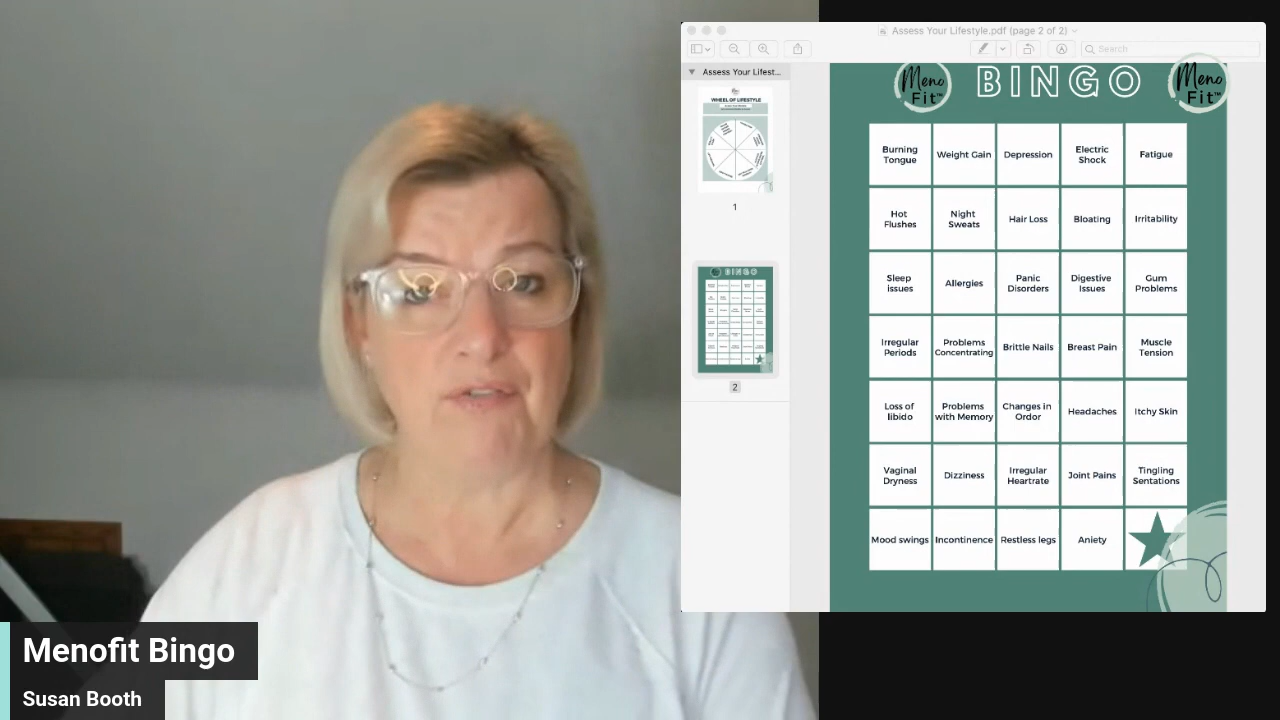 Assess Your Lifestyle.pdf (page 2 of 2)
Search
Assess Your Lifest...
WHEEL OF LIFESTYLE
1
BINGO
2
Meno
Fit™
BINGO
Meno
Fit™
Burning
Tongue
Weight Gain
Depression
Electric
Shock
Fatigue
Hot
Flushes
Night
Sweats
Hair Loss
Bloating
Irritability
Sleep
issues
Allergies
Panic
Disorders
Digestive
Issues
Gum
Problems
Irregular
Periods
Problems
Concentrating
Brittle Nails
Breast Pain
Muscle
Tension
Loss of
libido
Problems
with Memory
Changes in
Ordor
Headaches
Itchy Skin
Vaginal
Dryness
Dizziness
Irregular
Heartrate
Joint Pains
Tingling
Sentations
Mood swings
Incontinence
Restless legs
Aniety
Menofit Bingo
Susan Booth